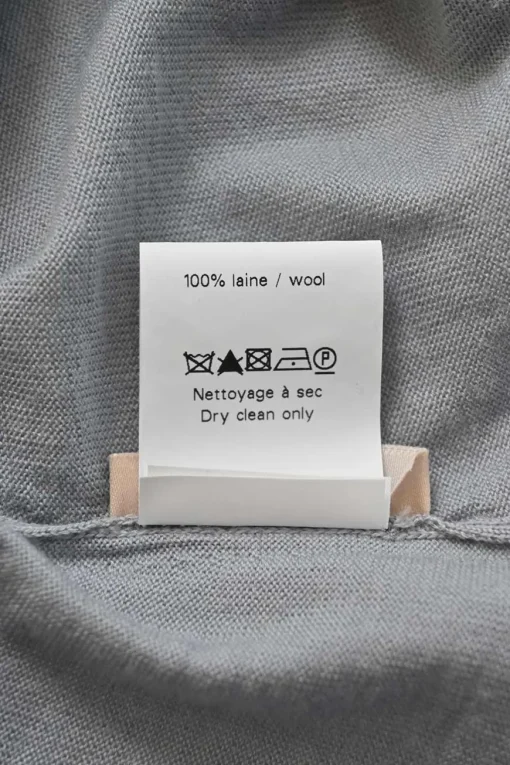 100% laine / wool
P
Nettoyage à sec
Dry clean only